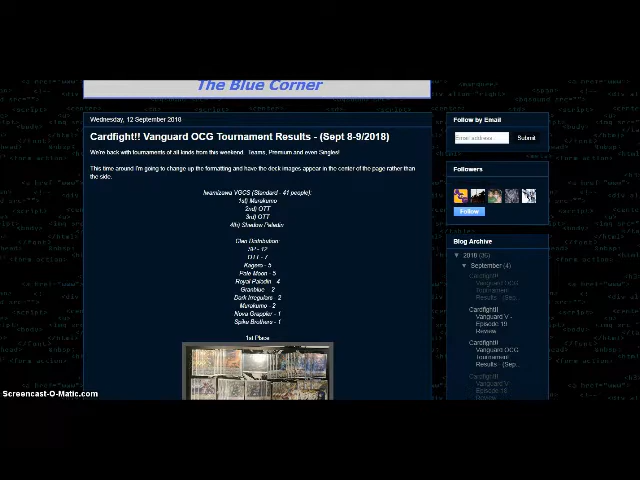 The Blue Corner
Wednesday, 12 September 2018
Cardfight!! Vanguard OCG Tournament Results - (Sept 8-9/2018)
We're back with tournaments of all kinds from this weekend. Teams, Premium and even Singles!
This time around I'm going to change up the formatting and have the deck images appear in the center of the page rather than
the side.
Iwamizawa VGCS (Standard - 41 people):
1st) Murakumo
2nd) OTT
3rd) OTT
4th) Shadow Paladin
Clan Distribution:
SP - 12
OTT - 7
Kagero - 5
Pale Moon - 5
Royal Paladin - 4
Granblue - 2
Dark Irregulars - 2
Murakumo - 2
Nova Grappler - 1
Spike Brothers - 1
1st Place
Follow by Email
Email address...
Submit
Followers
Follow
Blog Archive
▼ 2018 (35)
▼ September (4)
Cardfight!!
Vanguard OCG
Tournament
Results - (Sep...
Cardfight!!
Vanguard V -
Episode 19
Review
Cardfight!!
Vanguard OCG
Tournament
Results - (Sep...
Cardfight!!
Vanguard V
Episode 18
Review
Screencast-O-Matic.com